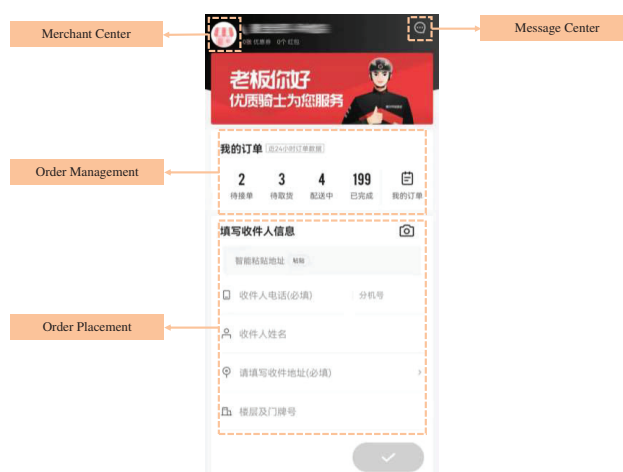 Merchant Center
Message Center
0个红包
老板你好
优质骑士为您服务
Order Management
我的订单 近24小时订单数据
2 3 4 199
待接单 待取货 配送中 已完成 我的订单
填写收件人信息
智能粘贴地址 粘贴
收件人电话(必填) 分机号
Order Placement
收件人姓名
请填写收件地址(必填)
楼层及门牌号